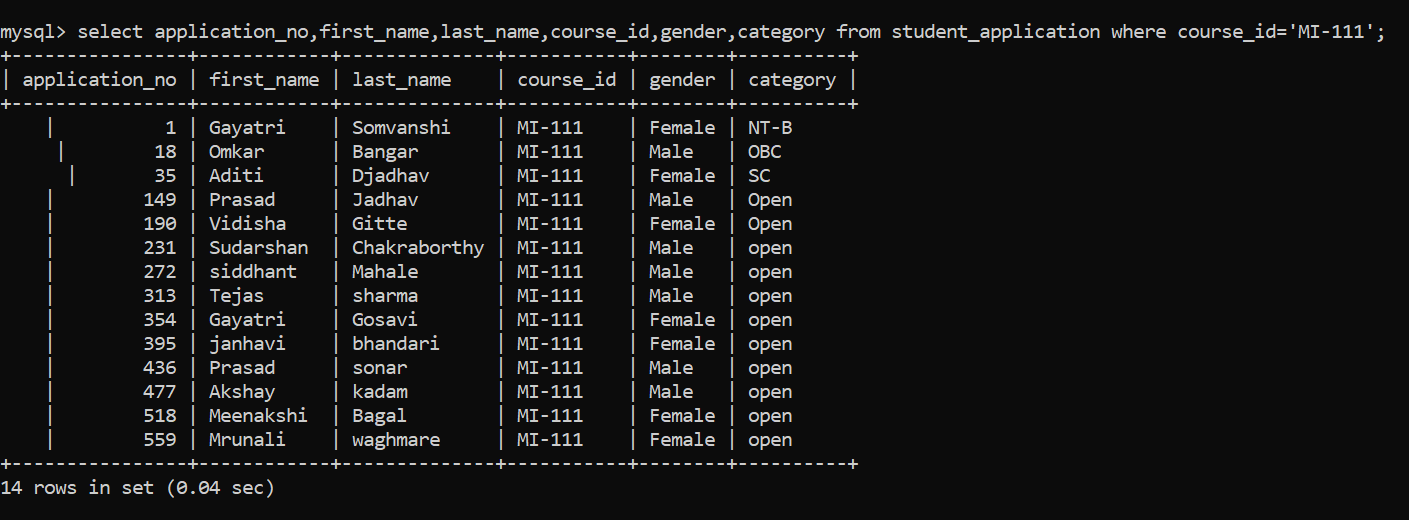 mysql> select application_no,first_name,last_name,course_id,gender,category from student_application where course_id='MI-111';
+----------------+------------+--------------+-----------+--------+----------+
| application_no | first_name | last_name    | course_id | gender | category |
+----------------+------------+--------------+-----------+--------+----------+
    |          1 | Gayatri    | Somvanshi    | MI-111    | Female | NT-B
     |        18 | Omkar      | Bangar       | MI-111    | Male   | OBC
      |       35 | Aditi      | Djadhav      | MI-111    | Female | SC
    |        149 | Prasad     | Jadhav       | MI-111    | Male   | Open
    |        190 | Vidisha    | Gitte        | MI-111    | Female | Open
    |        231 | Sudarshan  | Chakraborthy | MI-111    | Male   | open
    |        272 | siddhant   | Mahale       | MI-111    | Male   | open
    |        313 | Tejas      | sharma       | MI-111    | Male   | open
    |        354 | Gayatri    | Gosavi       | MI-111    | Female | open
    |        395 | janhavi    | bhandari     | MI-111    | Female | open
    |        436 | Prasad     | sonar        | MI-111    | Male   | open
    |        477 | Akshay     | kadam        | MI-111    | Male   | open
    |        518 | Meenakshi  | Bagal        | MI-111    | Female | open
    |        559 | Mrunali    | waghmare     | MI-111    | Female | open
+----------------+------------+--------------+-----------+--------+----------+
14 rows in set (0.04 sec)